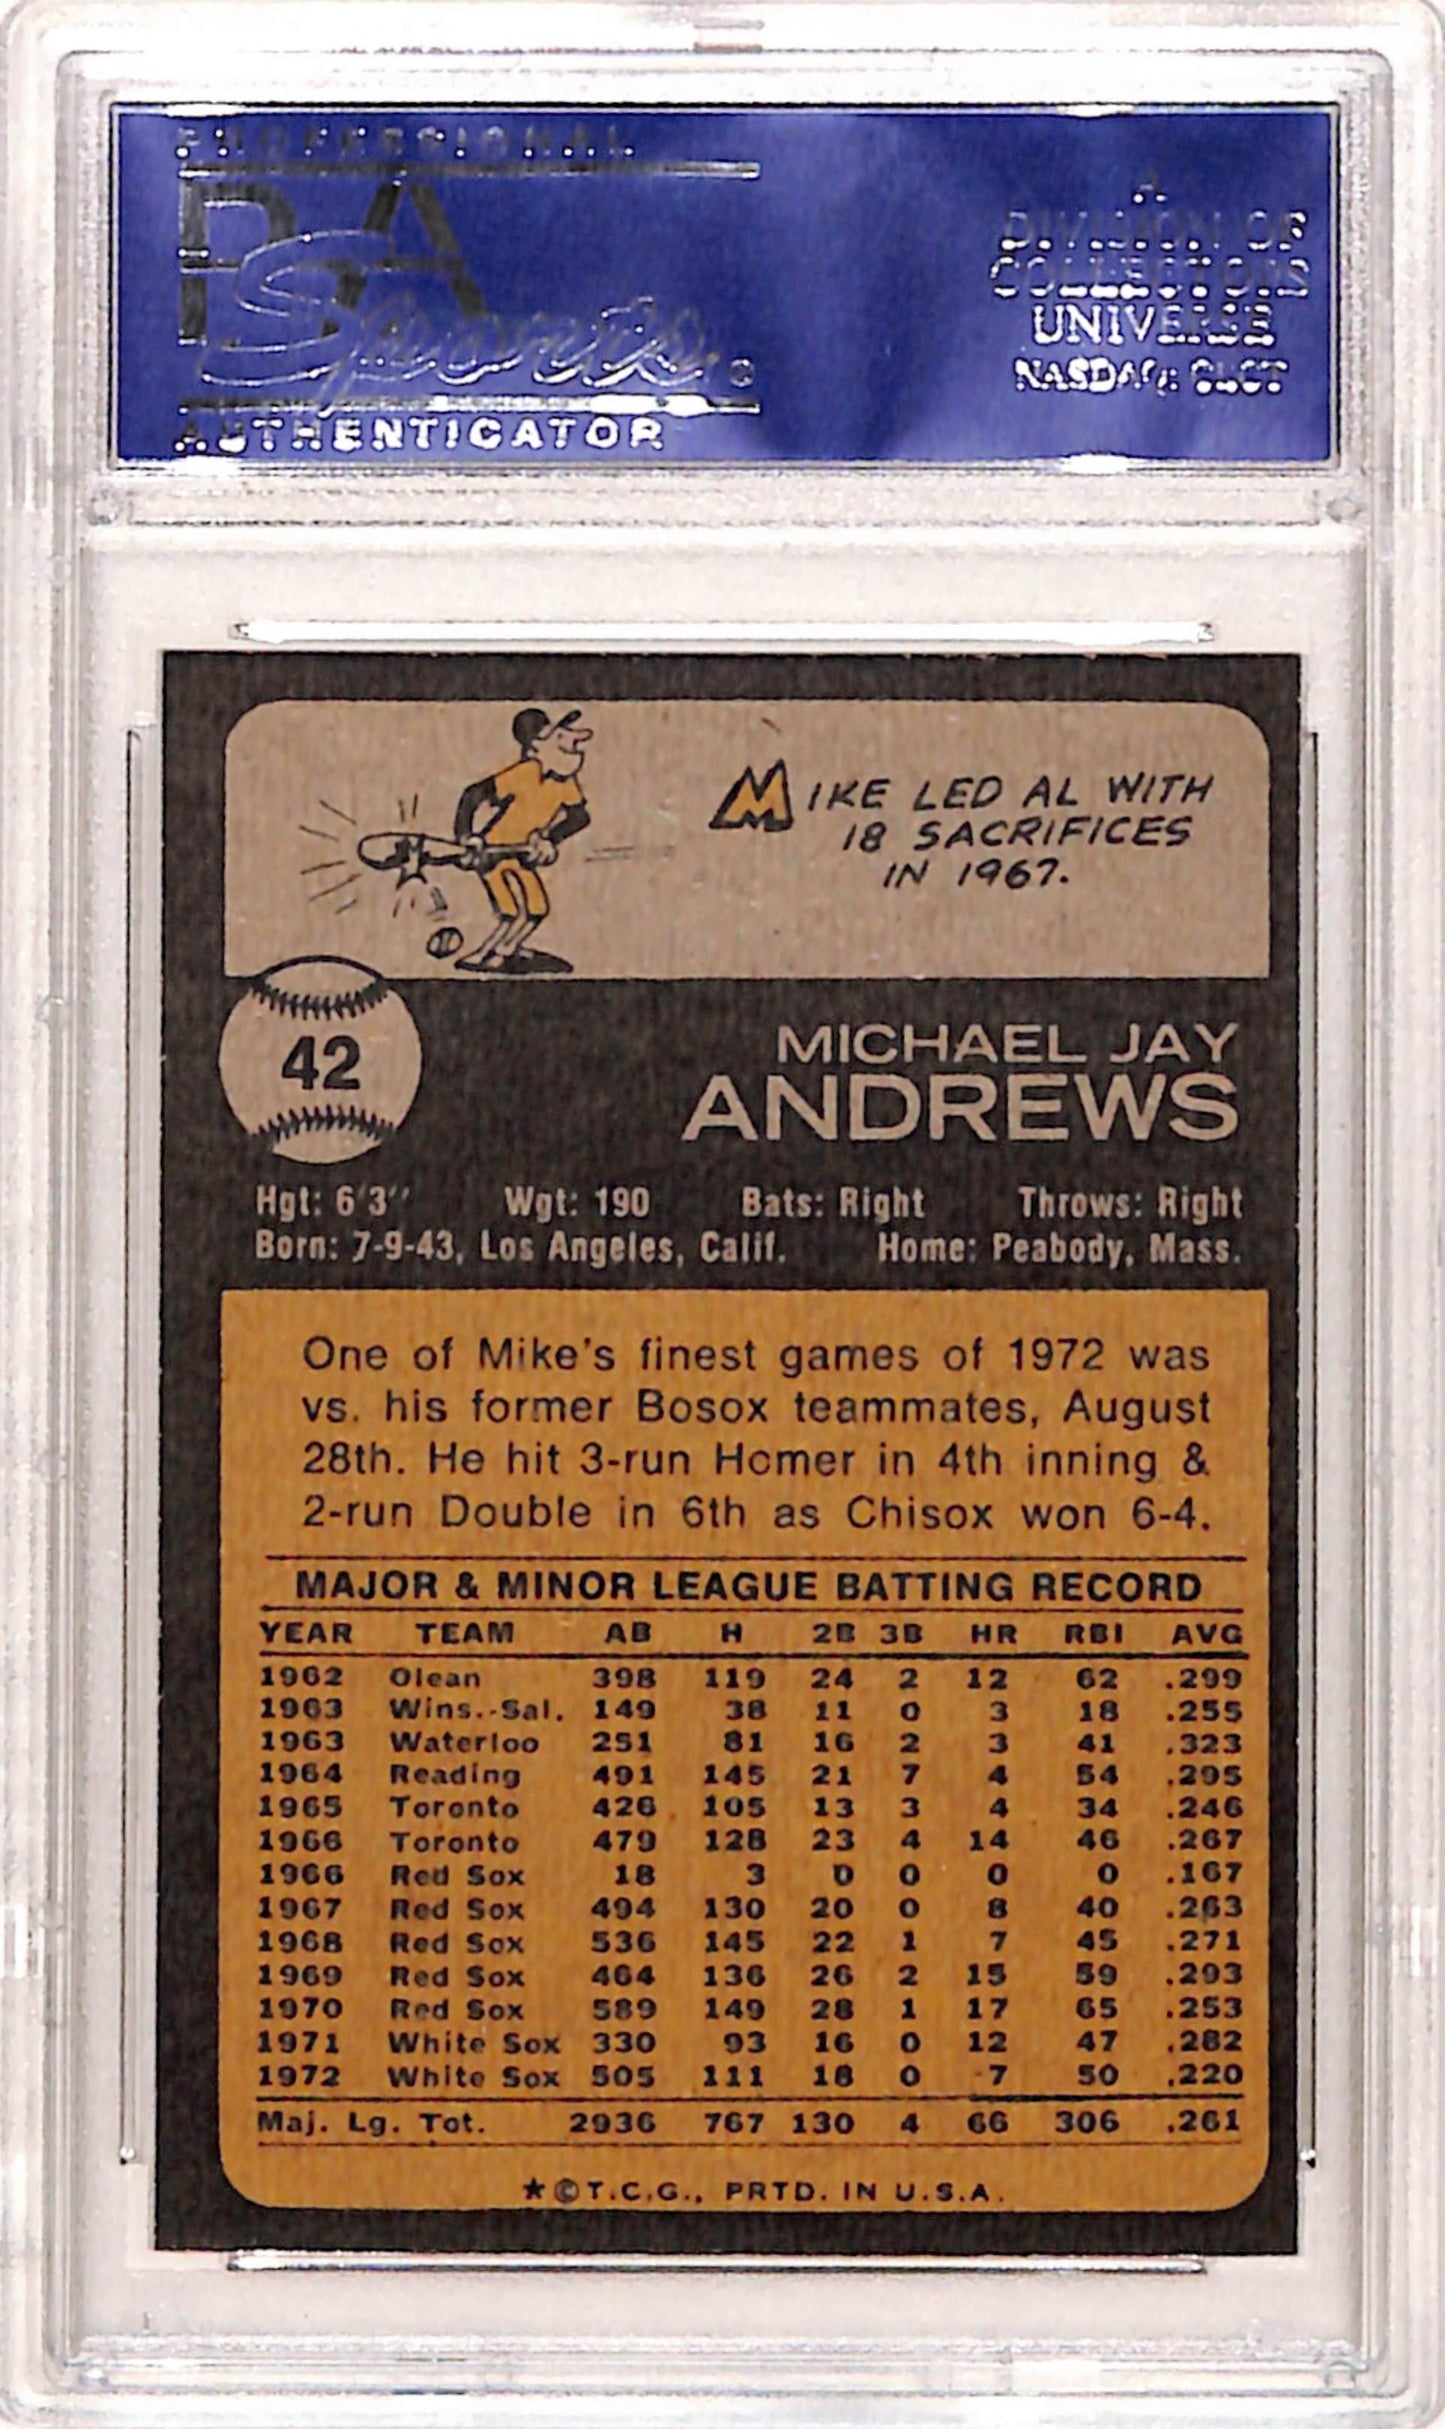 PROFESSIONAL
PSA
Sports
AUTHENTICATOR
A
DIVISION OF
COLLECTORS
UNIVERSE
NASDAQ: CLCT
MIKE LED AL WITH
18 SACRIFICES
IN 1967.
42
MICHAEL JAY
ANDREWS
Hgt: 6'3'' Wgt: 190 Bats: Right Throws: Right
Born: 7-9-43, Los Angeles, Calif. Home: Peabody, Mass.
One of Mike's finest games of 1972 was
vs. his former Bosox teammates, August
28th. He hit 3-run Homer in 4th inning &
2-run Double in 6th as Chisox won 6-4.
MAJOR & MINOR LEAGUE BATTING RECORD
YEAR TEAM AB H 2B 3B HR RBI AVG
1962 Olean 398 119 24 2 12 62 .299
1963 Wins.-Sal. 149 38 11 0 3 18 .255
1963 Waterloo 251 81 16 2 3 41 .323
1964 Reading 491 145 21 7 4 54 .295
1965 Toronto 426 105 13 3 4 34 .246
1966 Toronto 479 128 23 4 14 46 .267
1966 Red Sox 18 3 0 0 0 0 .167
1967 Red Sox 494 130 20 0 8 40 .263
1968 Red Sox 536 145 22 1 7 45 .271
1969 Red Sox 464 136 26 2 15 59 .293
1970 Red Sox 589 149 28 1 17 65 .253
1971 White Sox 330 93 16 0 12 47 .282
1972 White Sox 505 111 18 0 7 50 .220
Maj. Lg. Tot. 2936 767 130 4 66 306 .261
★©T.C.G., PRTD. IN U.S.A.